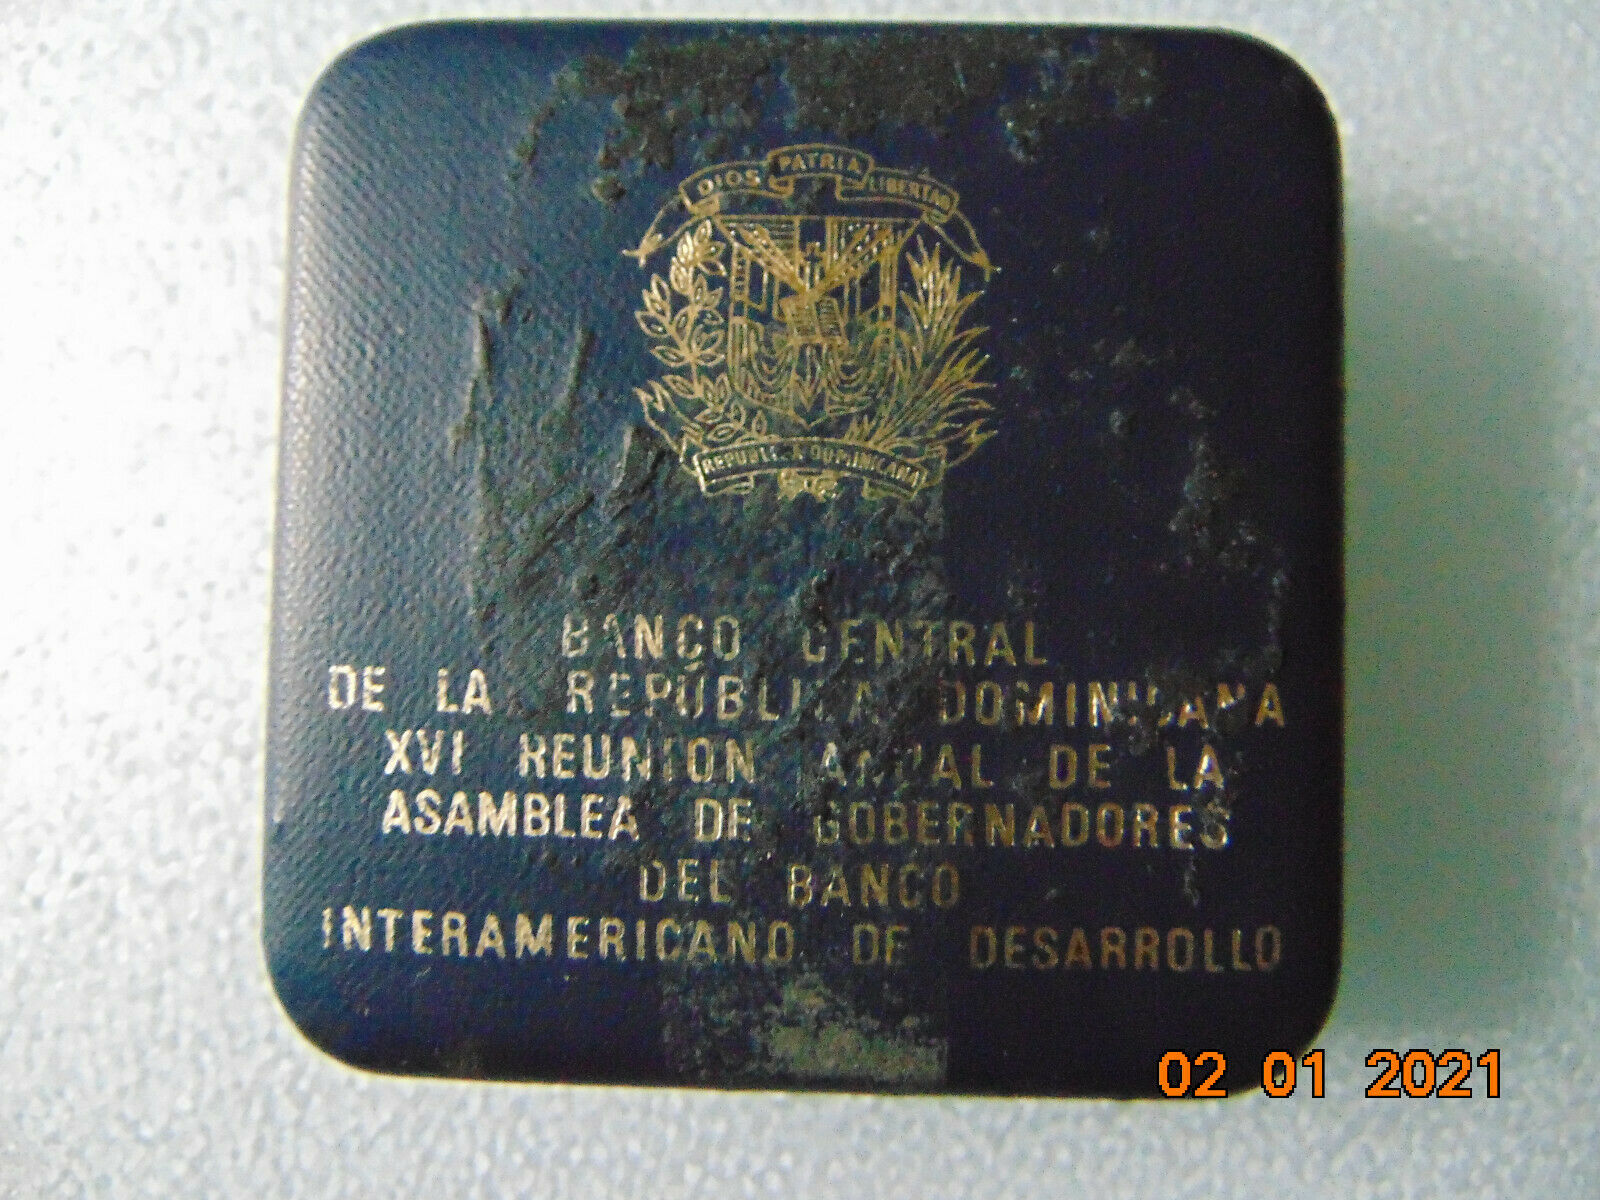 DIOS PATRIA LIBERTAD
REPUBLICA DOMINICANA
BANCO CENTRAL
DE LA REPÚBLICA DOMINICANA
XVI REUNION ANUAL DE LA
ASAMBLEA DE GOBERNADORES
DEL BANCO
INTERAMERICANO DE DESARROLLO
02 01 2021